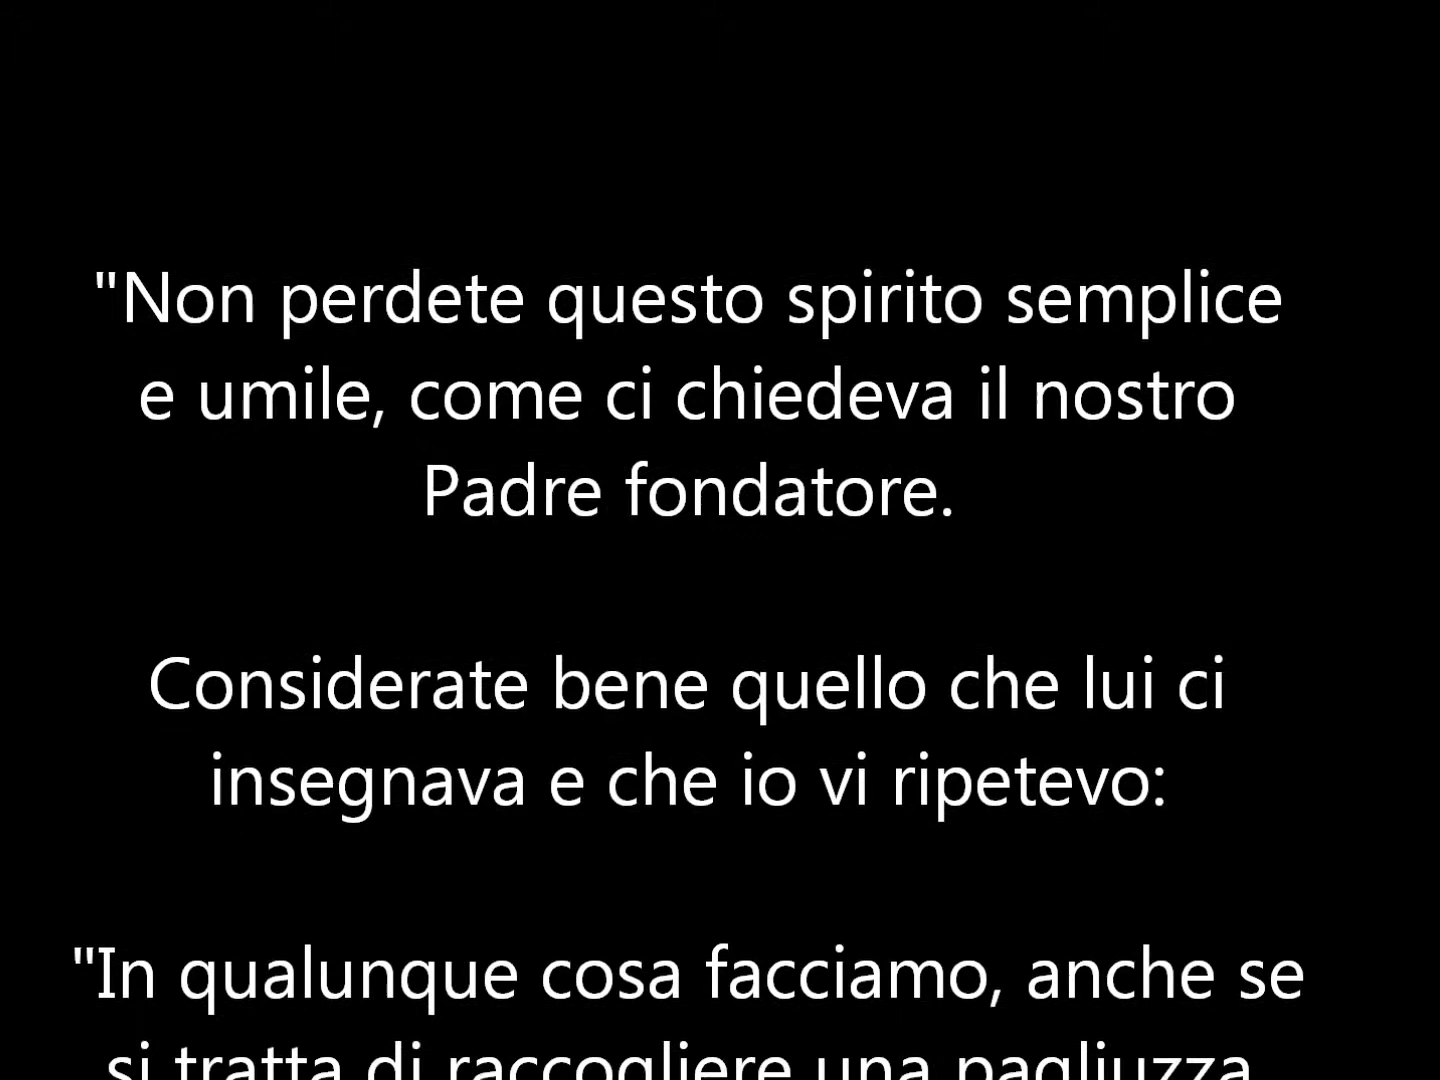 "Non perdete questo spirito semplice
e umile, come ci chiedeva il nostro
Padre fondatore.
Considerate bene quello che lui ci
insegnava e che io vi ripetevo:
"In qualunque cosa facciamo, anche se
si tratta di raccogliere una pagliuzza